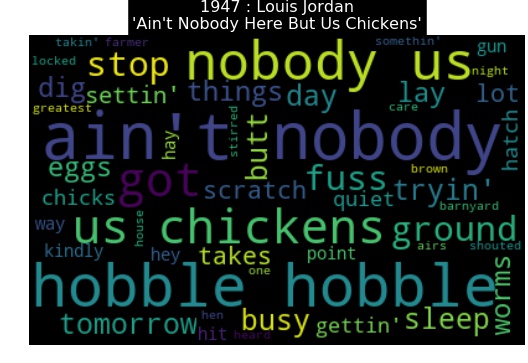 1947 : Louis Jordan
'Ain't Nobody Here But Us Chickens'
takin' farmer somethin' gun
locked stop nobody us night
dig settin' things day lay lot
greatest care
ain't nobody
hay stirred butt hatch
eggs got scratch fuss brown tryin'
chicks quiet barnyard
way house us chickens ground
kindly hey takes point airs shouted
one
hobble hobble worms
tomorrow hen busy gettin' sleep
hit heard